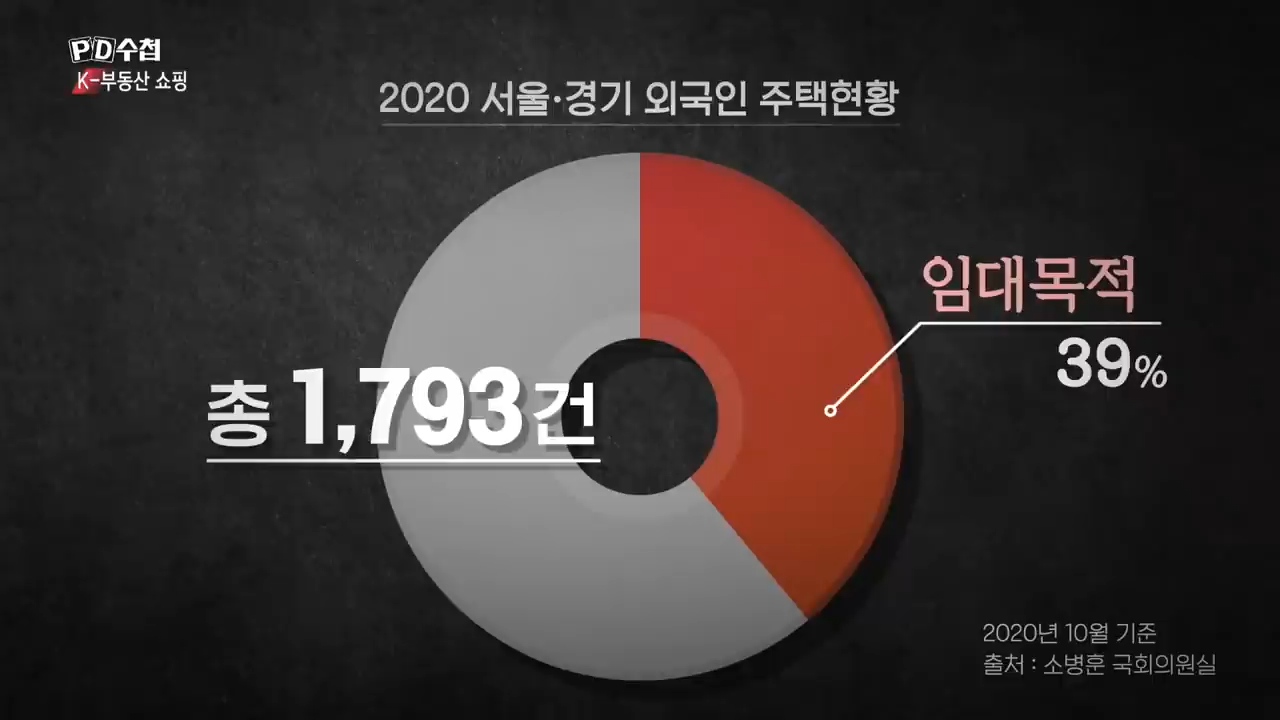 PD수첩
K-부동산 쇼핑
2020 서울·경기 외국인 주택현황
임대목적
39%
총 1,793건
2020년 10월 기준
출처 : 소병훈 국회의원실